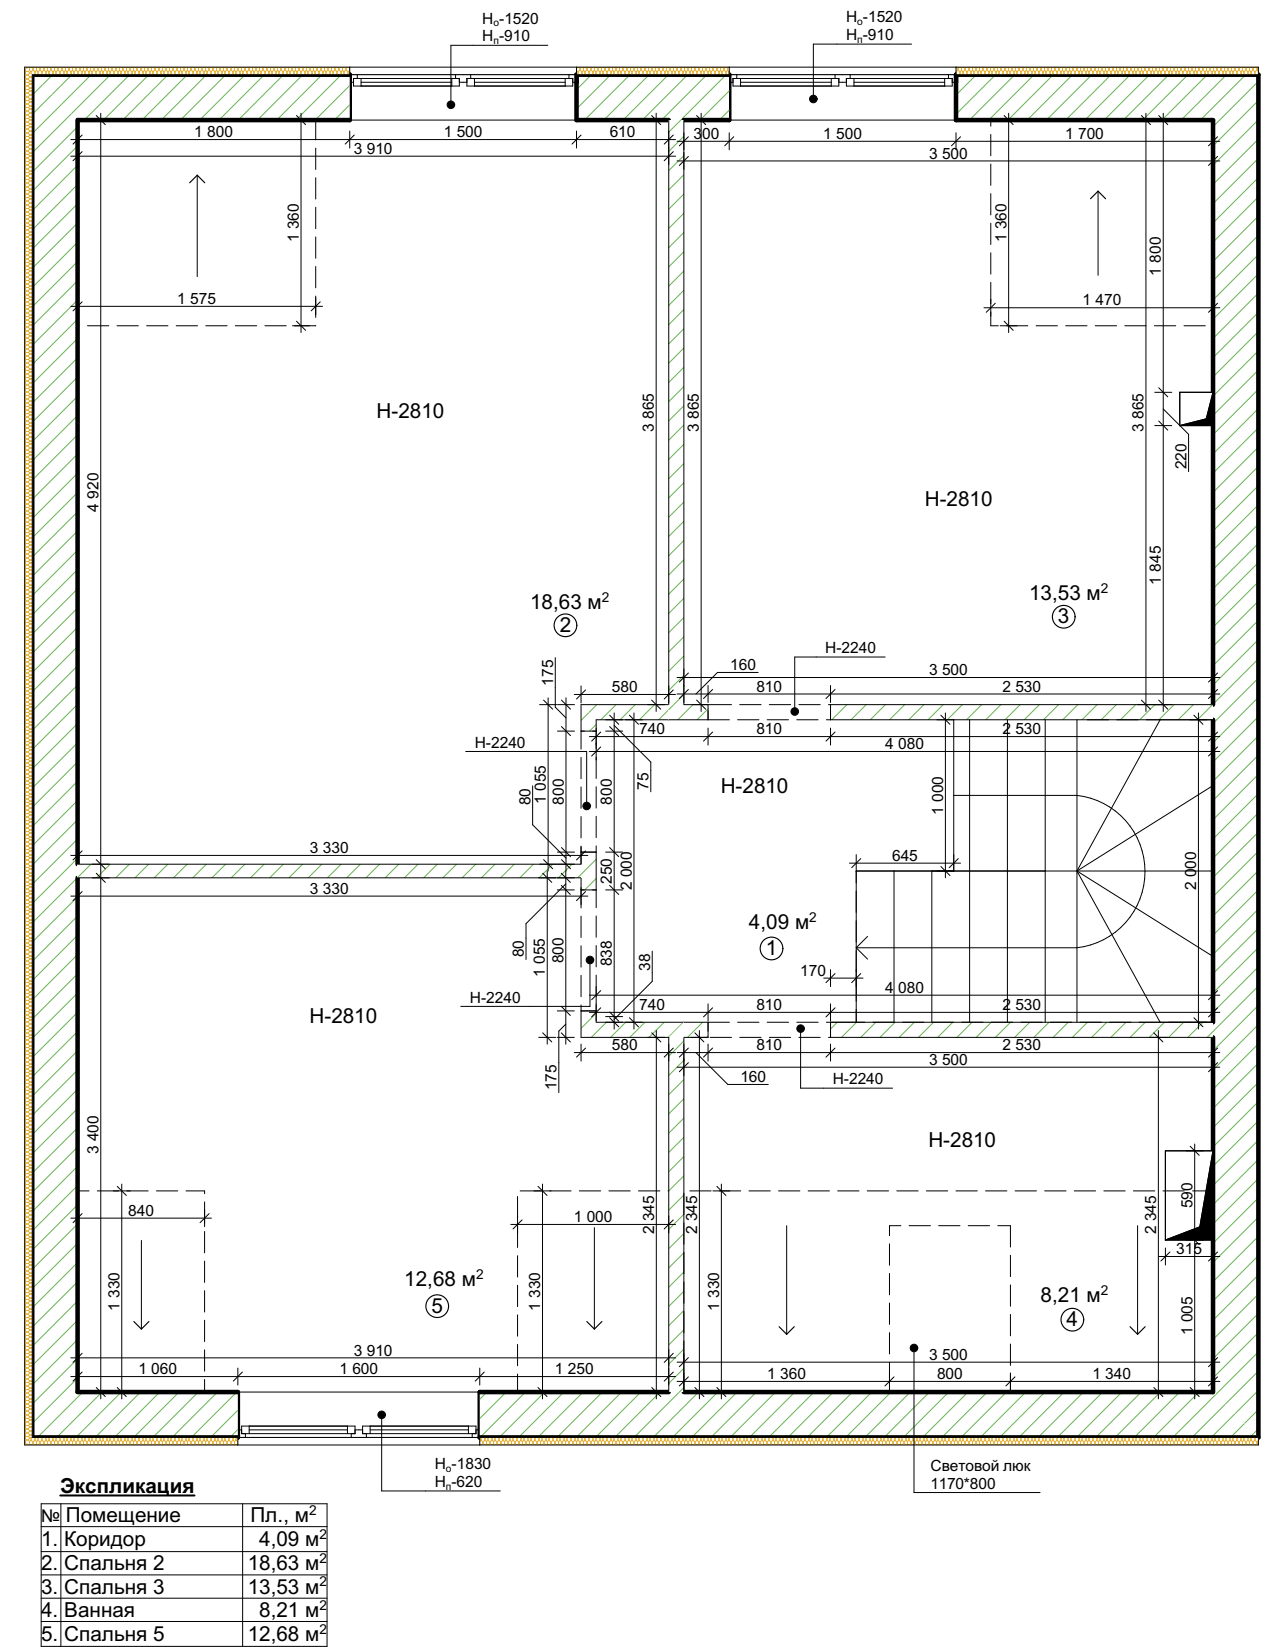 Hо-1520
Hп-910
Hо-1520
Hп-910
1 800
1 500
610
300
1 500
1 700
3 910
3 500
1 360
1 360
1 800
1 575
1 470
H-2810
3 865
3 865
3 865
220
4 920
H-2810
1 845
18,63 м²
2
13,53 м²
3
H-2240
175
160
3 500
580
810
2 530
740
810
2 530
H-2240
4 080
75
H-2810
80
1 055
800
800
1 000
3 330
645
250
2 000
2 000
3 330
4,09 м²
1
80
1 055
800
838
38
170
4 080
H-2240
740
810
2 530
H-2810
580
810
2 530
3 500
175
160
H-2240
3 400
H-2810
590
840
1 000
2 345
2 345
2 345
315
1 330
12,68 м²
5
1 330
1 330
8,21 м²
4
1 005
3 910
3 500
1 060
1 600
1 250
1 360
800
1 340
Hо-1830
Hп-620
Световой люк
1170*800
Экспликация
№ Помещение Пл., м²
1. Коридор 4,09 м²
2. Спальня 2 18,63 м²
3. Спальня 3 13,53 м²
4. Ванная 8,21 м²
5. Спальня 5 12,68 м²